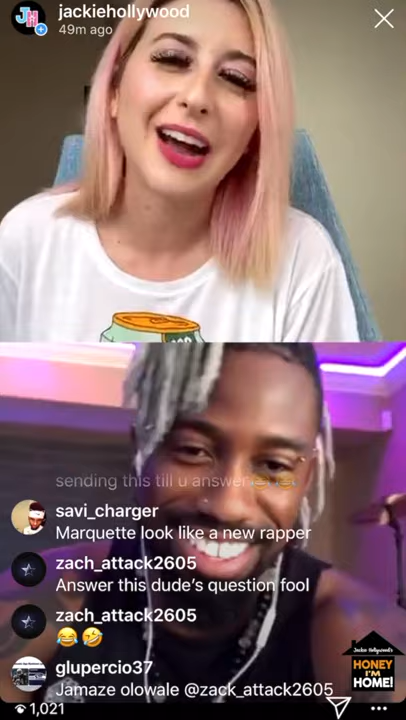 jackiehollywood
49m ago
sending this till u answer😂😂
savi_charger
Marquette look like a new rapper
zach_attack2605
Answer this dude's question fool
zach_attack2605
😂🤣
glupercio37
Jamaze olowale @zack_attack2605
Jackie Hollywood's
HONEY
I'M
HOME!
1,021